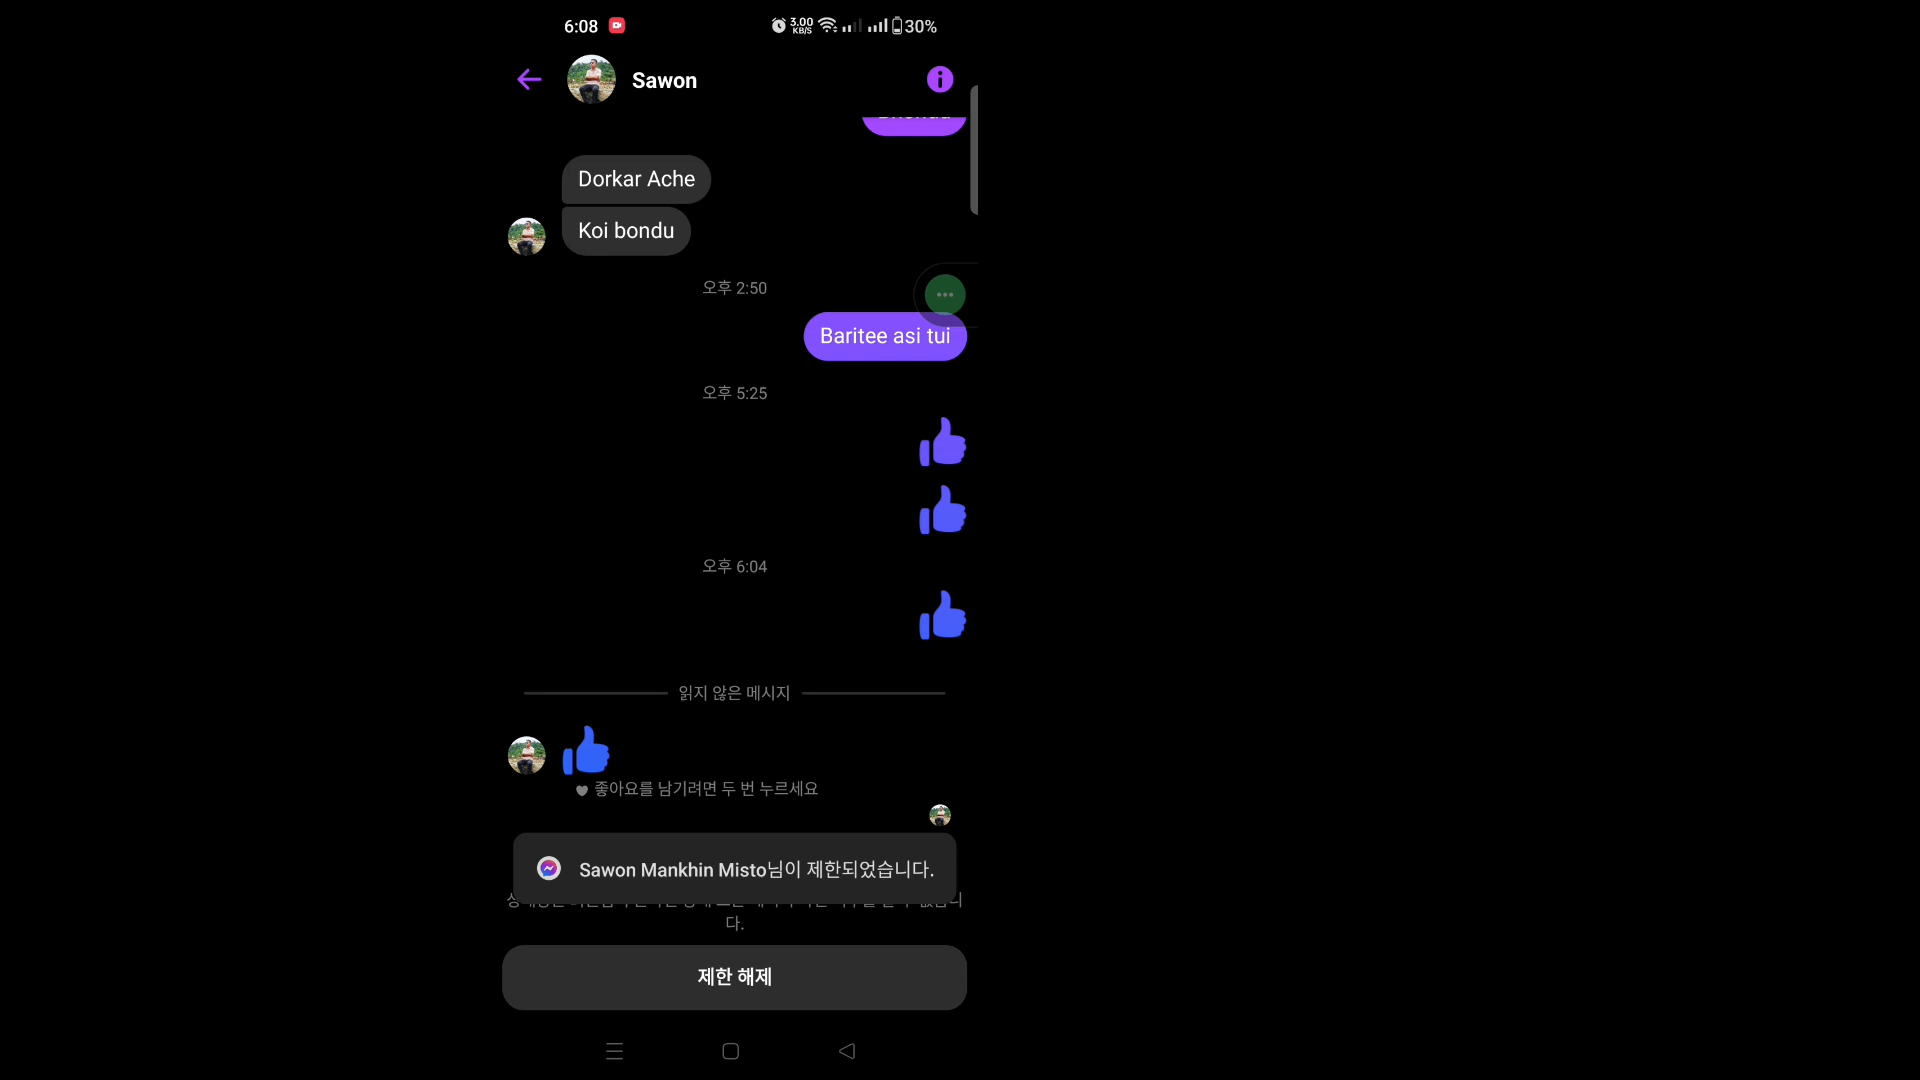 6:08
3.00
KB/S
30%
Sawon
Dorkar Ache
Koi bondu
오후 2:50
Baritee asi tui
오후 5:25
오후 6:04
읽지 않은 메시지
좋아요를 남기려면 두 번 누르세요
Sawon Mankhin Misto님이 제한되었습니다.
다.
제한 해제